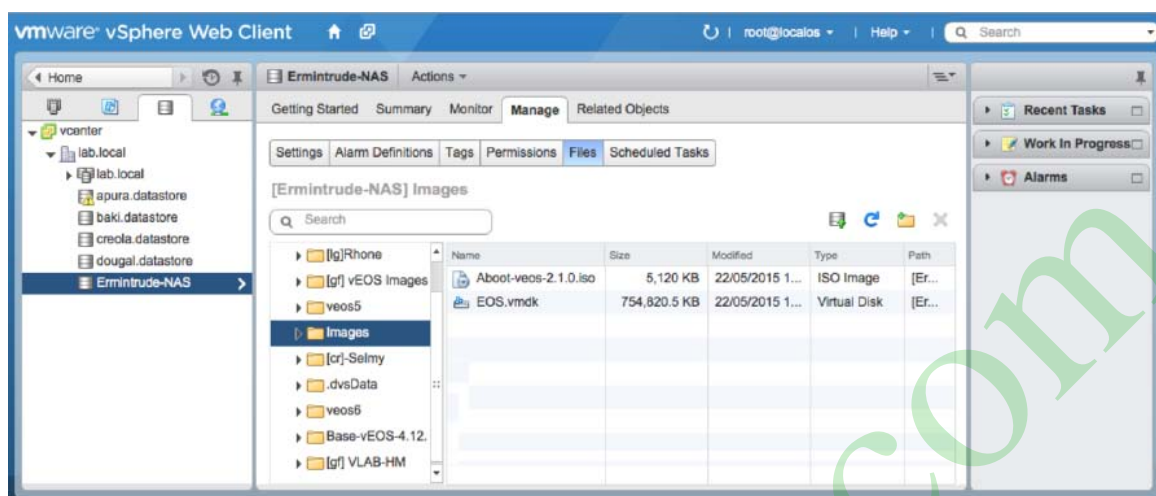 vmware® vSphere Web Client root@localos Help Search
Home Ermintrude-NAS Actions
Getting Started Summary Monitor Manage Related Objects Recent Tasks
vcenter
lab.local Settings Alarm Definitions Tags Permissions Files Scheduled Tasks Work In Progress
lab.local
apura.datastore [Ermintrude-NAS] Images Alarms
baki.datastore Search
creola.datastore
dougal.datastore [lg]Rhone Name Size Modified Type Path
Ermintrude-NAS [gf] vEOS Images Aboot-veos-2.1.0.iso 5,120 KB 22/05/2015 1... ISO Image [Er...
veos5 EOS.vmdk 754,820.5 KB 22/05/2015 1... Virtual Disk [Er...
Images
[cr]-Selmy
.dvsData
veos6
Base-vEOS-4.12.
[gf] VLAB-HM
com